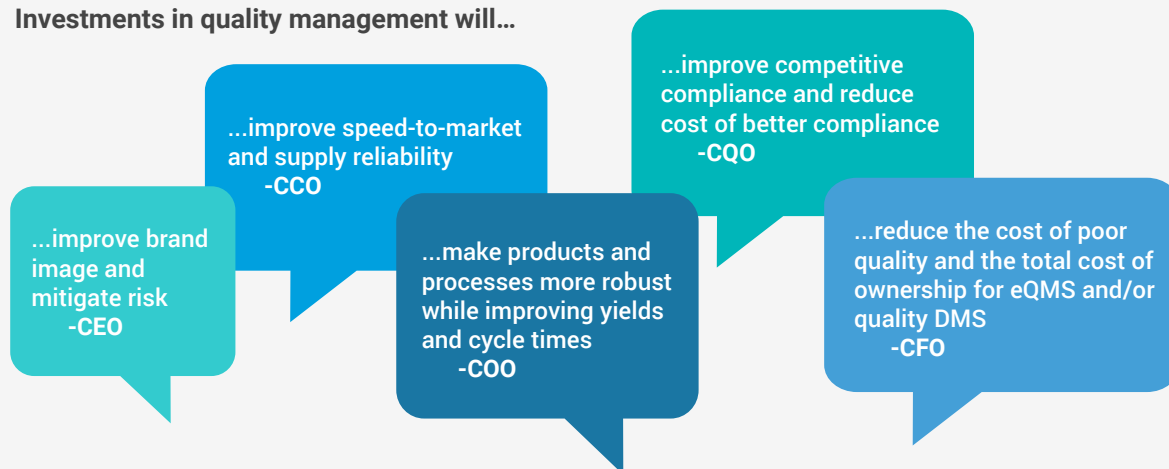 Investments in quality management will…
...improve brand
image and
mitigate risk
-CEO
...improve speed-to-market
and supply reliability
-CCO
...make products and
processes more robust
while improving yields
and cycle times
-COO
...improve competitive
compliance and reduce
cost of better compliance
-CQO
...reduce the cost of poor
quality and the total cost of
ownership for eQMS and/or
quality DMS
-CFO